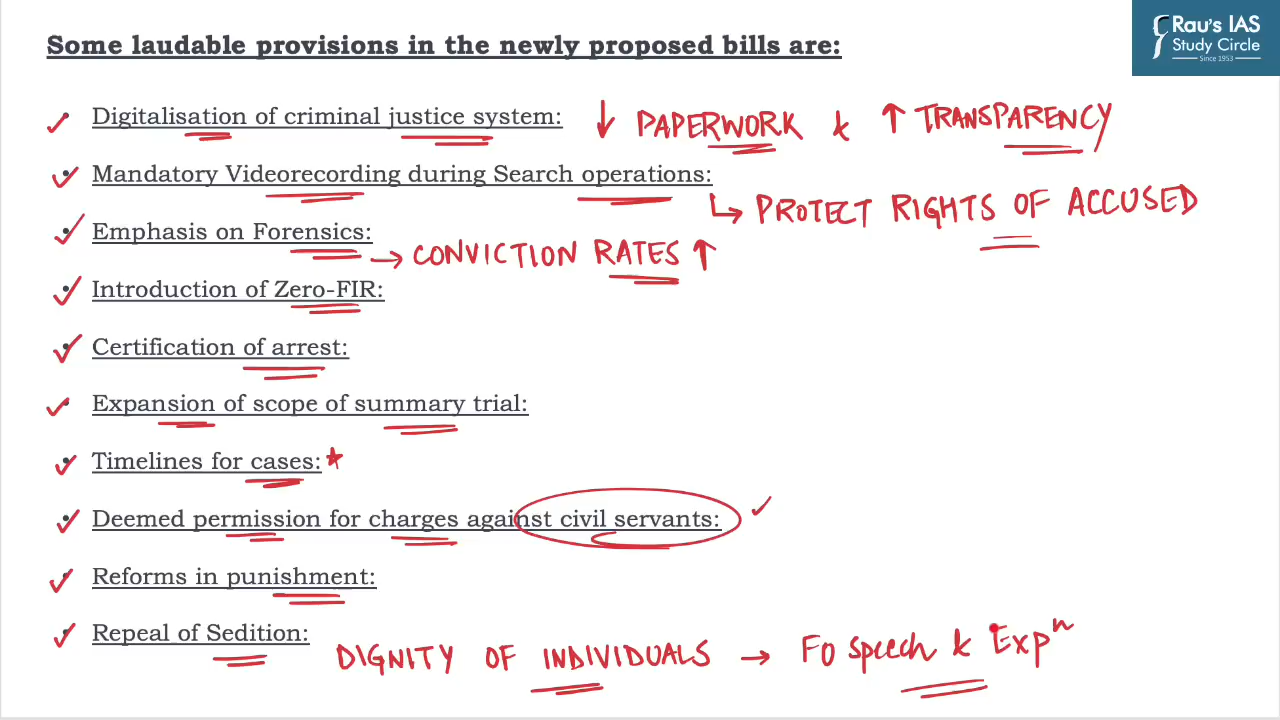 Some laudable provisions in the newly proposed bills are:
Rau's IAS
Study Circle
Since 1953
• Digitalisation of criminal justice system: ↓ PAPERWORK & ↑ TRANSPARENCY
• Mandatory Videorecording during Search operations:
↳ PROTECT RIGHTS OF ACCUSED
• Emphasis on Forensics: → CONVICTION RATES ↑
• Introduction of Zero-FIR:
• Certification of arrest:
• Expansion of scope of summary trial:
• Timelines for cases: *
• Deemed permission for charges against civil servants:
• Reforms in punishment:
• Repeal of Sedition:
DIGNITY OF INDIVIDUALS → FO speech & Expn